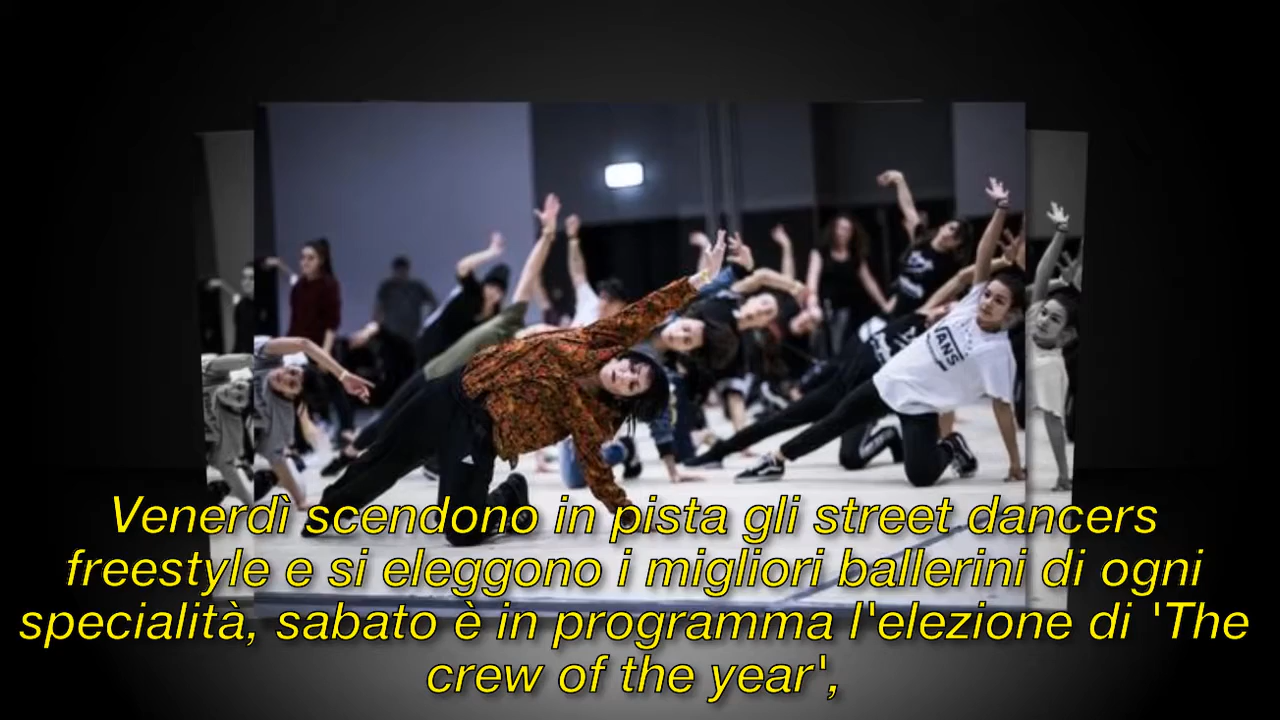 VANS
Venerdì scendono in pista gli street dancers
freestyle e si eleggono i migliori ballerini di ogni
specialità, sabato è in programma l'elezione di 'The
crew of the year',